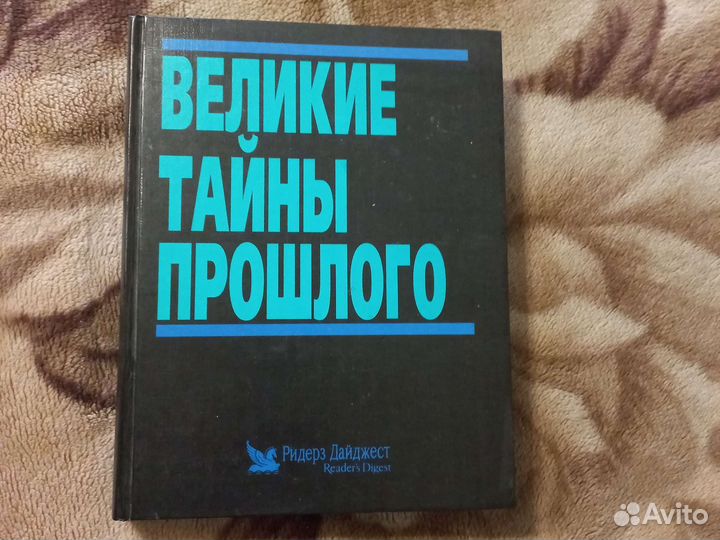 ВЕЛИКИЕ
ТАЙНЫ
ПРОШЛОГО
Ридерз Дайджест
Reader's Digest
Avito